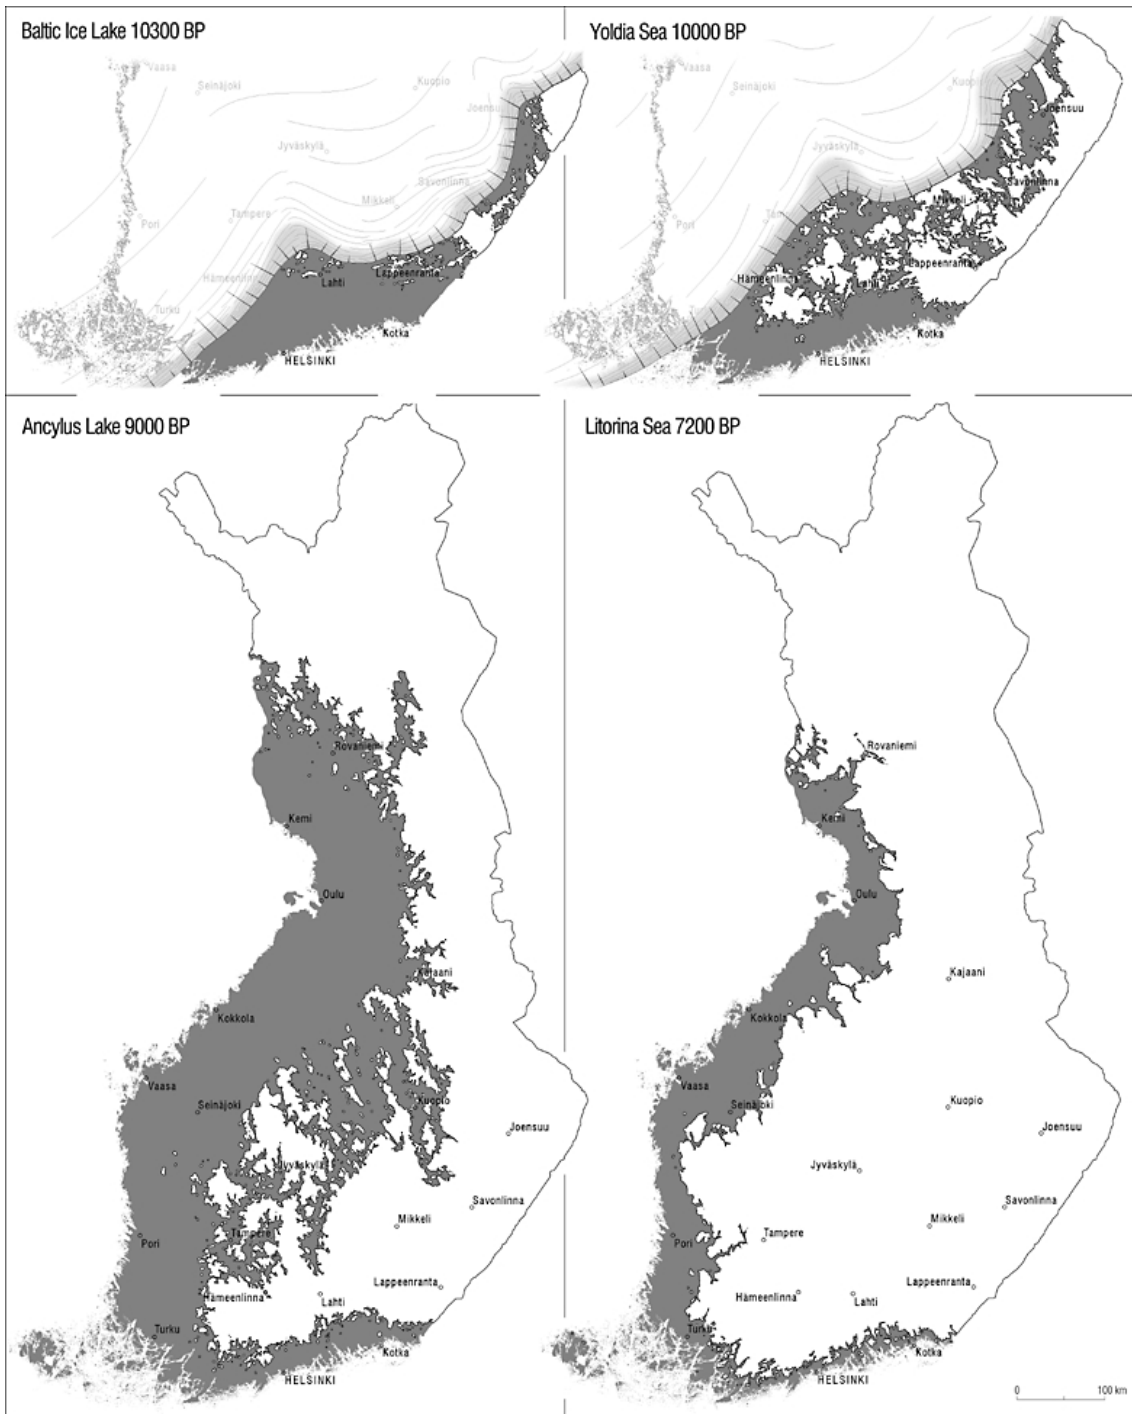 Baltic Ice Lake 10300 BP
Vaasa
Seinäjoki
Kuopio
Joensuu
Jyväskylä
Savonlinna
Mikkeli
Tampere
Pori
Hämeenlinna
Lahti
Lappeenranta
Turku
Kotka
HELSINKI
Yoldia Sea 10000 BP
Vaasa
Seinäjoki
Kuopio
Joensuu
Jyväskylä
Savonlinna
Mikkeli
Pori
Hämeenlinna
Lahti
Lappeenranta
Turku
Kotka
HELSINKI
Ancylus Lake 9000 BP
Rovaniemi
Kemi
Oulu
Kajaani
Kokkola
Vaasa
Seinäjoki
Kuopio
Joensuu
Jyväskylä
Savonlinna
Mikkeli
Tampere
Pori
Lappeenranta
Hämeenlinna
Lahti
Turku
Kotka
HELSINKI
Litorina Sea 7200 BP
Rovaniemi
Kemi
Oulu
Kajaani
Kokkola
Vaasa
Seinäjoki
Kuopio
Joensuu
Jyväskylä
Savonlinna
Mikkeli
Tampere
Pori
Lappeenranta
Hämeenlinna
Lahti
Turku
Kotka
HELSINKI
0 100 km